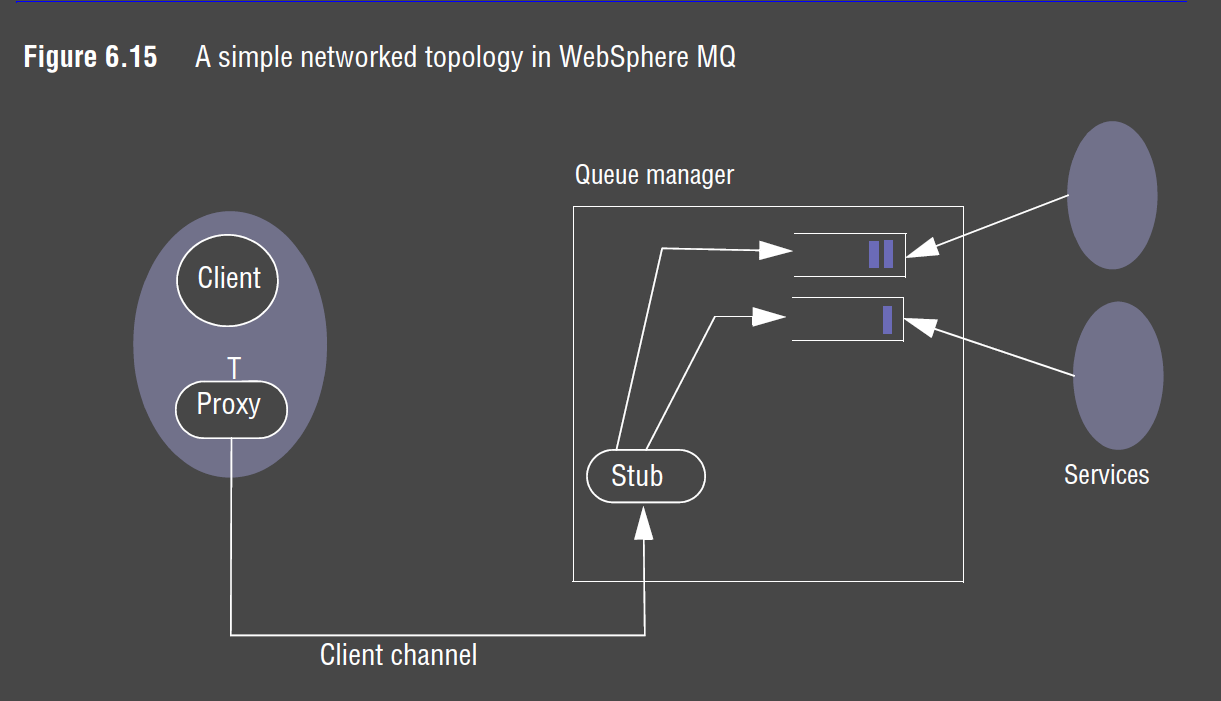 Figure 6.15 A simple networked topology in WebSphere MQ
Queue manager
Client
T
Proxy
Stub
Services
Client channel